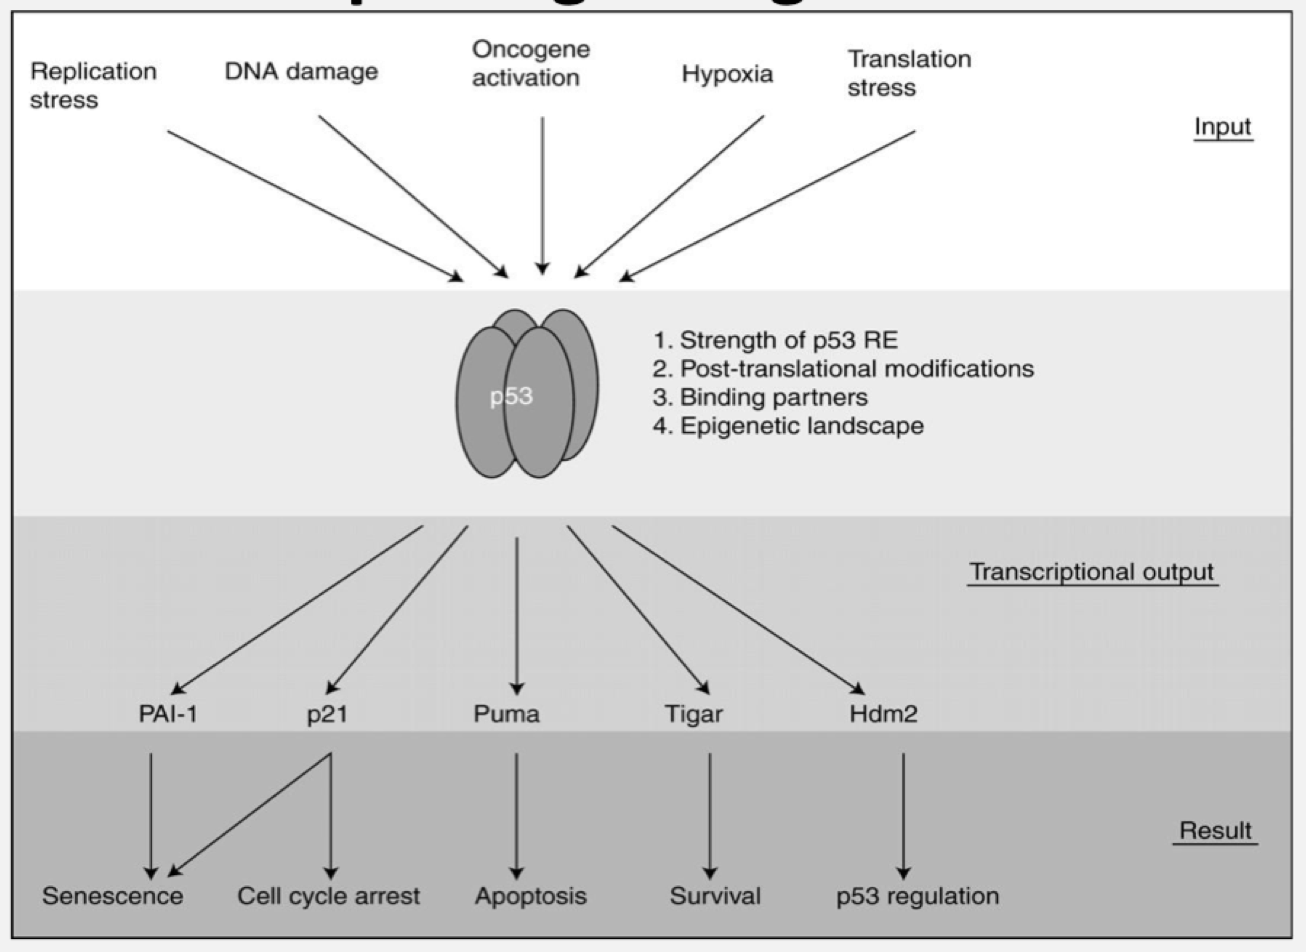 Replication
stress
DNA damage
Oncogene
activation
Hypoxia
Translation
stress
Input
p53
1. Strength of p53 RE
2. Post-translational modifications
3. Binding partners
4. Epigenetic landscape
Transcriptional output
PAI-1
p21
Puma
Tigar
Hdm2
Result
Senescence
Cell cycle arrest
Apoptosis
Survival
p53 regulation